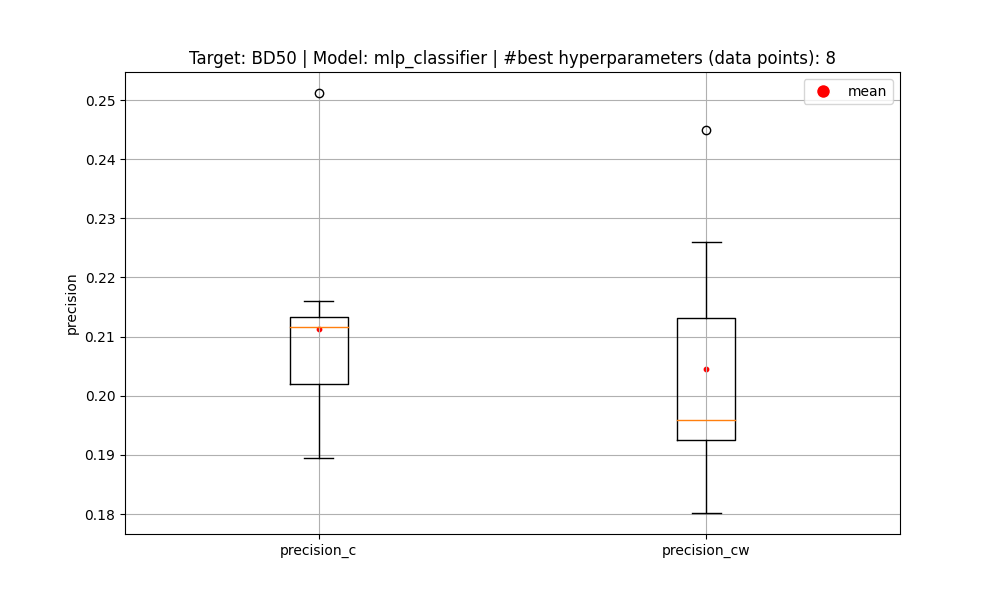 Target: BD50 | Model: mlp_classifier | #best hyperparameters (data points): 8
mean
0.25
0.24
0.23
0.22
0.21
0.20
0.19
0.18
precision
precision_c
precision_cw